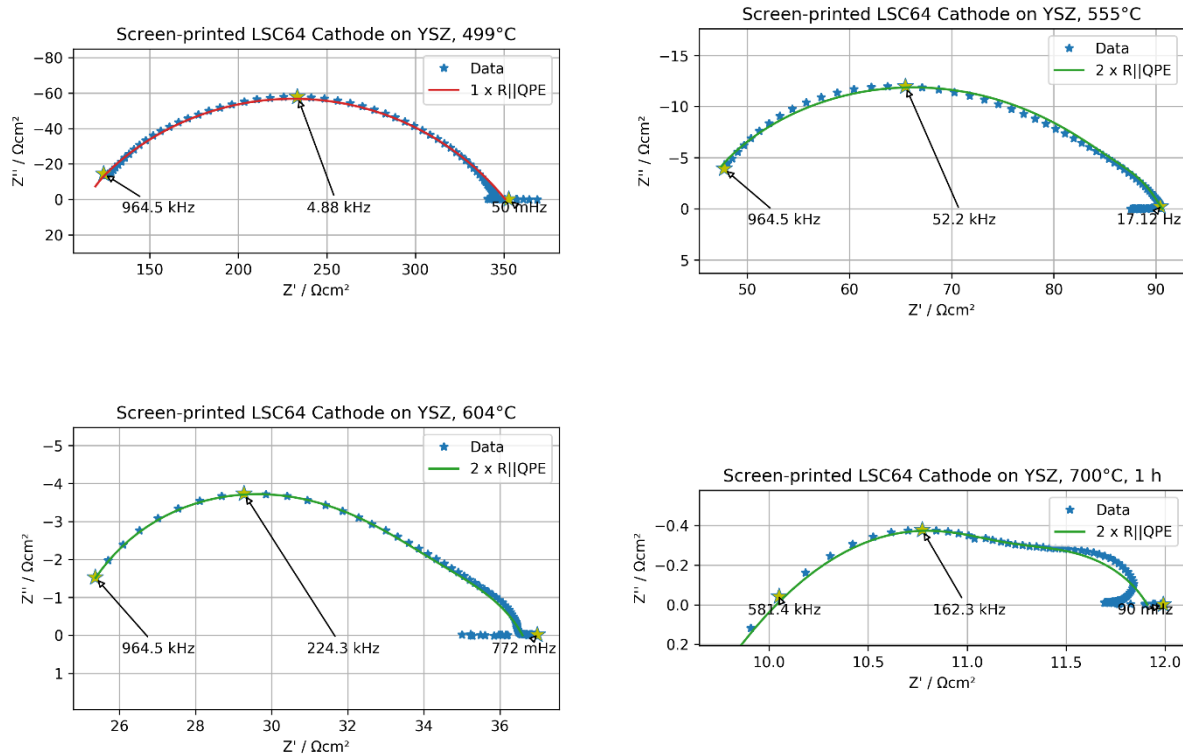 Screen-printed LSC64 Cathode on YSZ, 499°C
−80
−60
−40
−20
0
20
Z'' / Ωcm²
Data
1 x R||QPE
964.5 kHz
4.88 kHz
50 mHz
150
200
250
300
350
Z' / Ωcm²
Screen-printed LSC64 Cathode on YSZ, 555°C
−15
−10
−5
0
5
Z'' / Ωcm²
Data
2 x R||QPE
964.5 kHz
52.2 kHz
17.12 Hz
50
60
70
80
90
Z' / Ωcm²
Screen-printed LSC64 Cathode on YSZ, 604°C
−5
−4
−3
−2
−1
0
1
Z'' / Ωcm²
Data
2 x R||QPE
964.5 kHz
224.3 kHz
772 mHz
26
28
30
32
34
36
Z' / Ωcm²
Screen-printed LSC64 Cathode on YSZ, 700°C, 1 h
−0.4
−0.2
0.0
0.2
Z'' / Ωcm²
Data
2 x R||QPE
581.4 kHz
162.3 kHz
90 mHz
10.0
10.5
11.0
11.5
12.0
Z' / Ωcm²